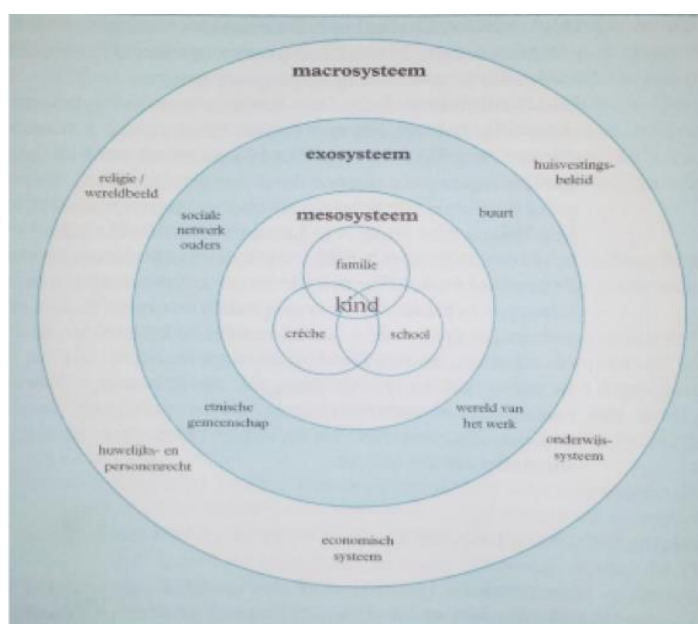 macrosysteem
exosysteem
huisvestings-
beleid
religie /
wereldbeeld
sociale
netwerk
ouders
mesosysteem
buurt
familie
kind
crèche
school
etnische
gemeenschap
wereld van
het werk
huwelijks- en
personenrecht
onderwijs-
systeem
economisch
systeem